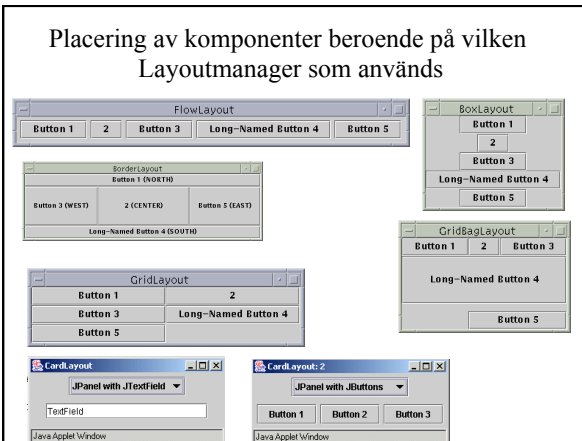 Placering av komponenter beroende på vilken
Layoutmanager som används
FlowLayout
Button 1 2 Button 3 Long-Named Button 4 Button 5
BoxLayout
Button 1
2
Button 3
Long-Named Button 4
Button 5
BorderLayout
Button 1 (NORTH)
Button 3 (WEST) 2 (CENTER) Button 5 (EAST)
Long-Named Button 4 (SOUTH)
GridBagLayout
Button 1 2 Button 3
Long-Named Button 4
Button 5
GridLayout
Button 1 2
Button 3 Long-Named Button 4
Button 5
CardLayout
JPanel with JTextField
TextField
Java Applet Window
CardLayout: 2
JPanel with JButtons
Button 1 Button 2 Button 3
Java Applet Window